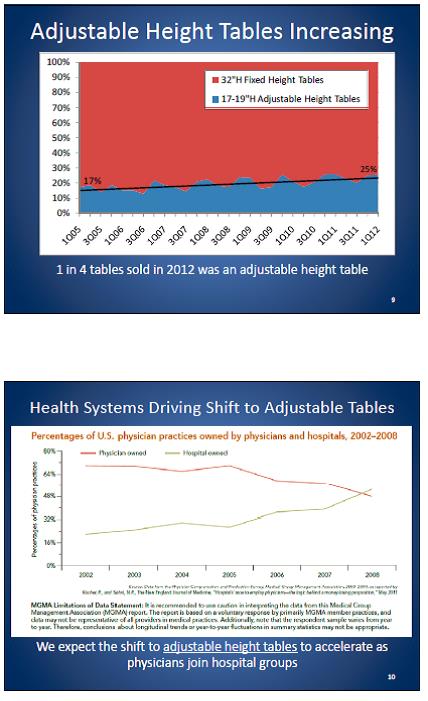 Adjustable Height Tables Increasing
100%
90%
80%
70%
60%
50%
40%
30%
20%
10%
0%
32"H Fixed Height Tables
17-19"H Adjustable Height Tables
17%
25%
1Q05
3Q05
1Q06
3Q06
1Q07
3Q07
1Q08
3Q08
1Q09
3Q09
1Q10
3Q10
1Q11
3Q11
1Q12
1 in 4 tables sold in 2012 was an adjustable height table
9
Health Systems Driving Shift to Adjustable Tables
Percentages of U.S. physician practices owned by physicians and hospitals, 2002–2008
Physician owned
Hospital owned
Percentages of physician practices
80%
64%
48%
32%
16%
0%
2002
2003
2004
2005
2006
2007
2008
MGMA Limitations of Data Statement: It is recommended to use caution in interpreting the data from this Medical Group
Management Association (MGMA) report. The report is based on a voluntary response by primarily MGMA member practices, and
data may not be representative of all providers in medical practices. Additionally, note that the respondent sample varies from year
to year. Therefore, conclusions about longitudinal trends or year-to-year fluctuations in summary statistics may not be appropriate.
We expect the shift to adjustable height tables to accelerate as
physicians join hospital groups
10